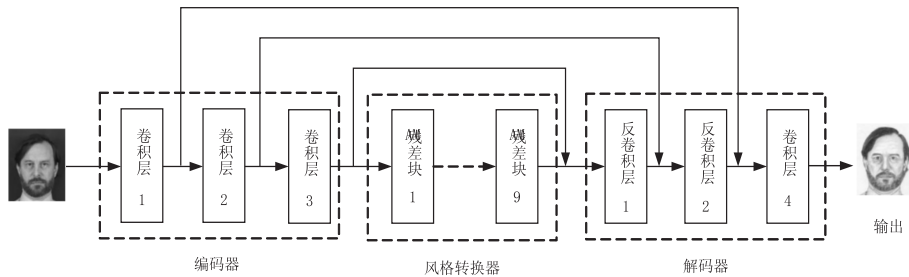 卷积层 1
卷积层 2
卷积层 3
残差块 1
残差块 9
反卷积层 1
反卷积层 2
卷积层 4
输出
编码器
风格转换器
解码器